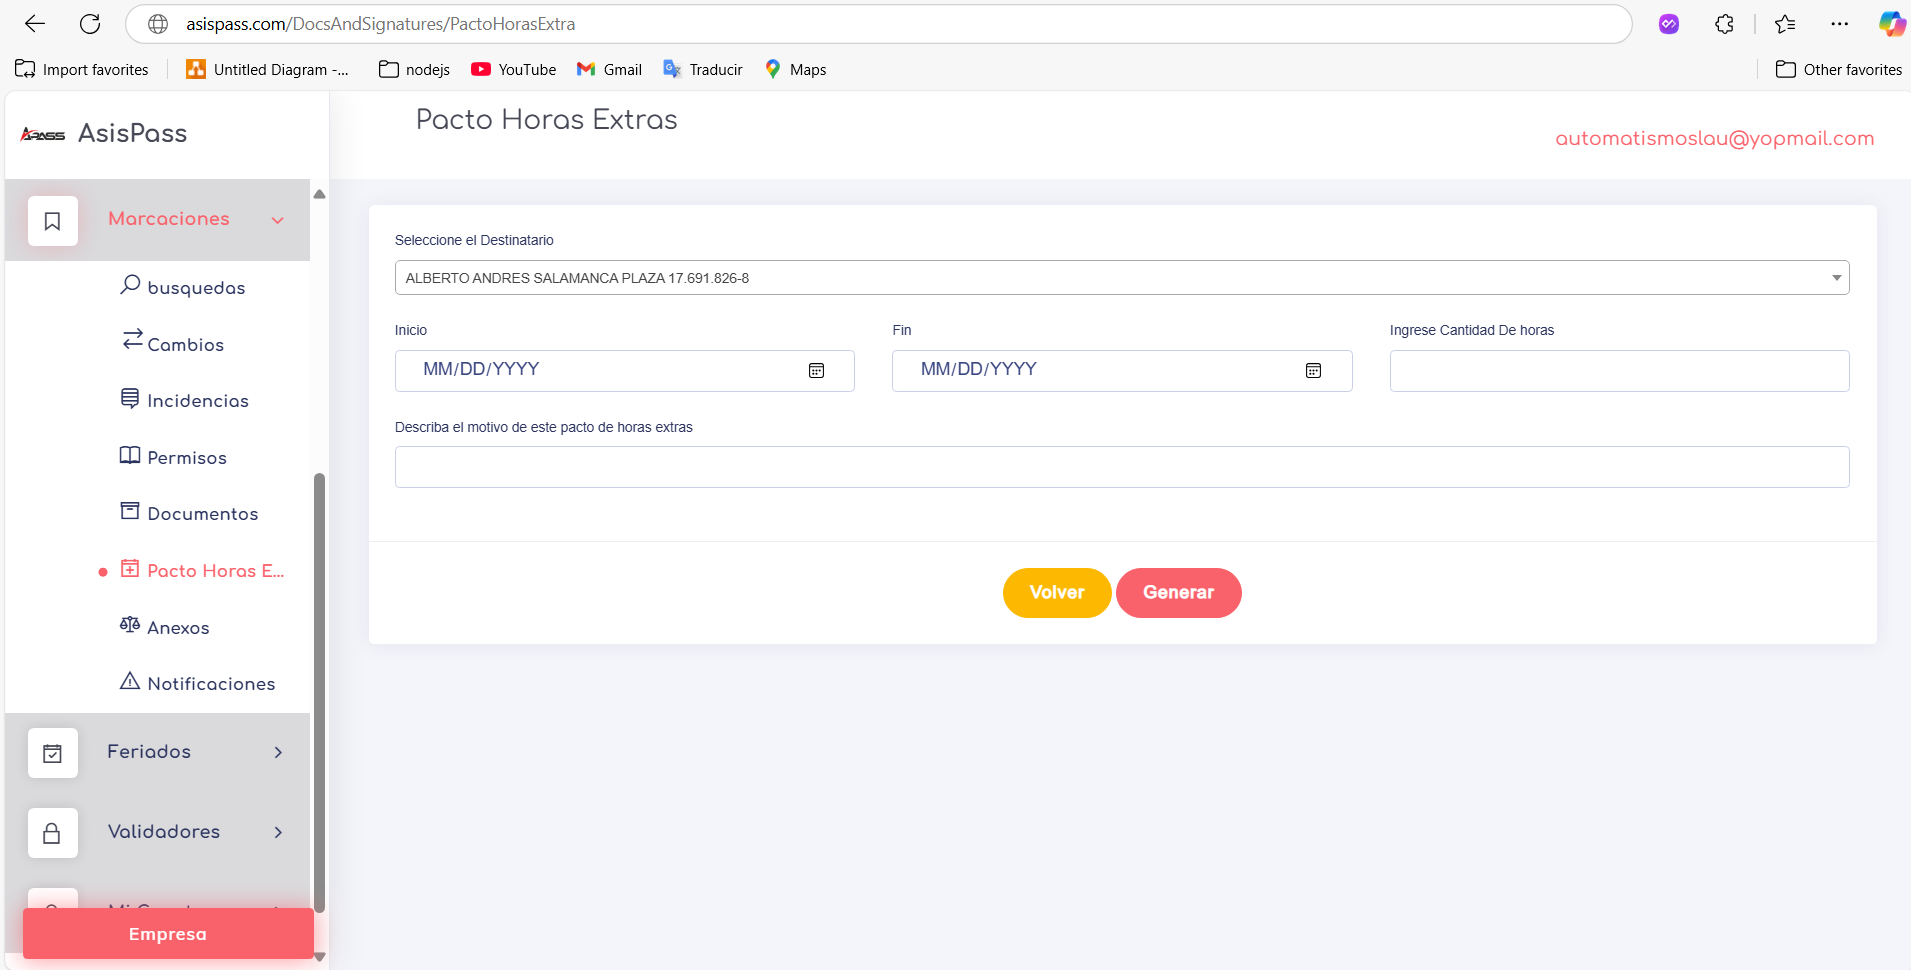 asispass.com/DocsAndSignatures/PactoHorasExtra
Import favorites
Untitled Diagram -...
nodejs
YouTube
Gmail
Traducir
Maps
Other favorites
APASS AsisPass
Pacto Horas Extras
automatismoslau@yopmail.com
Marcaciones
busquedas
Cambios
Incidencias
Permisos
Documentos
Pacto Horas E...
Anexos
Notificaciones
Feriados
Validadores
Empresa
Seleccione el Destinatario
ALBERTO ANDRES SALAMANCA PLAZA 17.691.826-8
Inicio
Fin
Ingrese Cantidad De horas
MM/DD/YYYY
MM/DD/YYYY
Describa el motivo de este pacto de horas extras
Volver
Generar